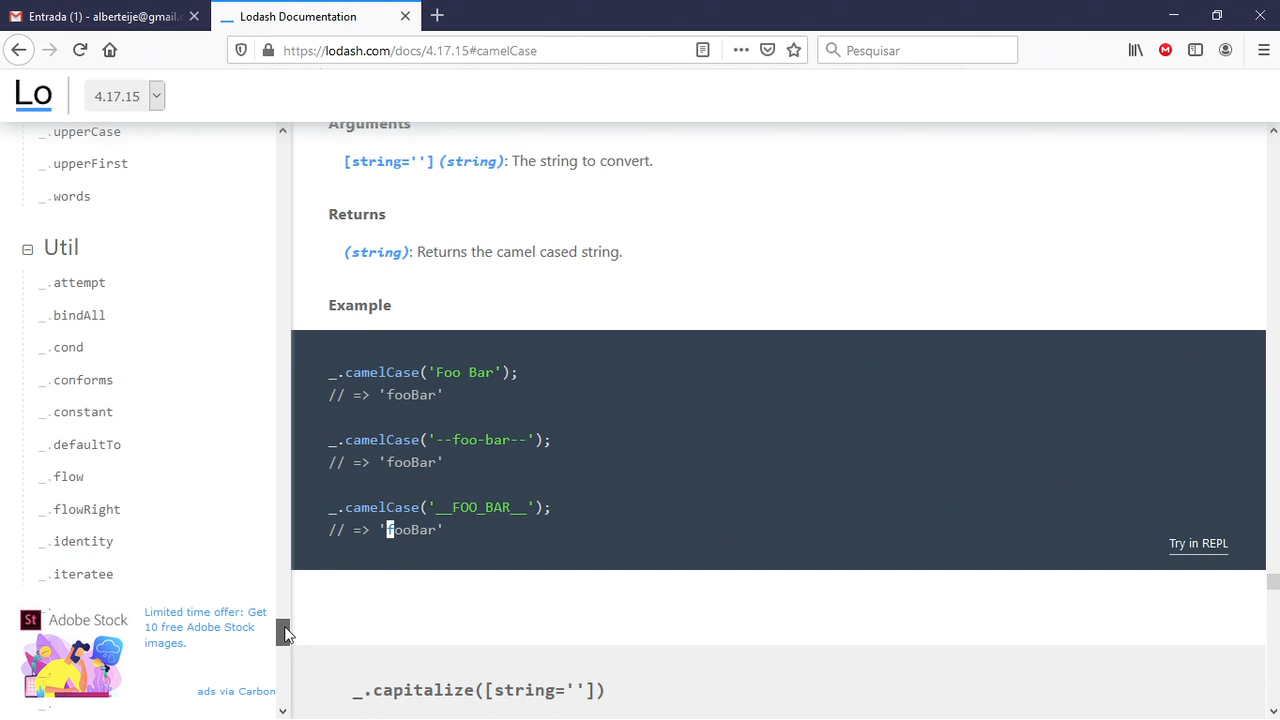 Entrada (1) - alberteije@gmail.c
Lodash Documentation
https://lodash.com/docs/4.17.15#camelCase
Pesquisar
Lo
4.17.15
_.upperCase
_.upperFirst
_.words
Util
_.attempt
_.bindAll
_.cond
_.conforms
_.constant
_.defaultTo
_.flow
_.flowRight
_.identity
_.iteratee
St Adobe Stock
Limited time offer: Get
10 free Adobe Stock
images.
ads via Carbon
Arguments
[string=''] (string): The string to convert.
Returns
(string): Returns the camel cased string.
Example
_.camelCase('Foo Bar');
// => 'fooBar'
_.camelCase('--foo-bar--');
// => 'fooBar'
_.camelCase('__FOO_BAR__');
// => 'fooBar'
Try in REPL
_.capitalize([string=''])